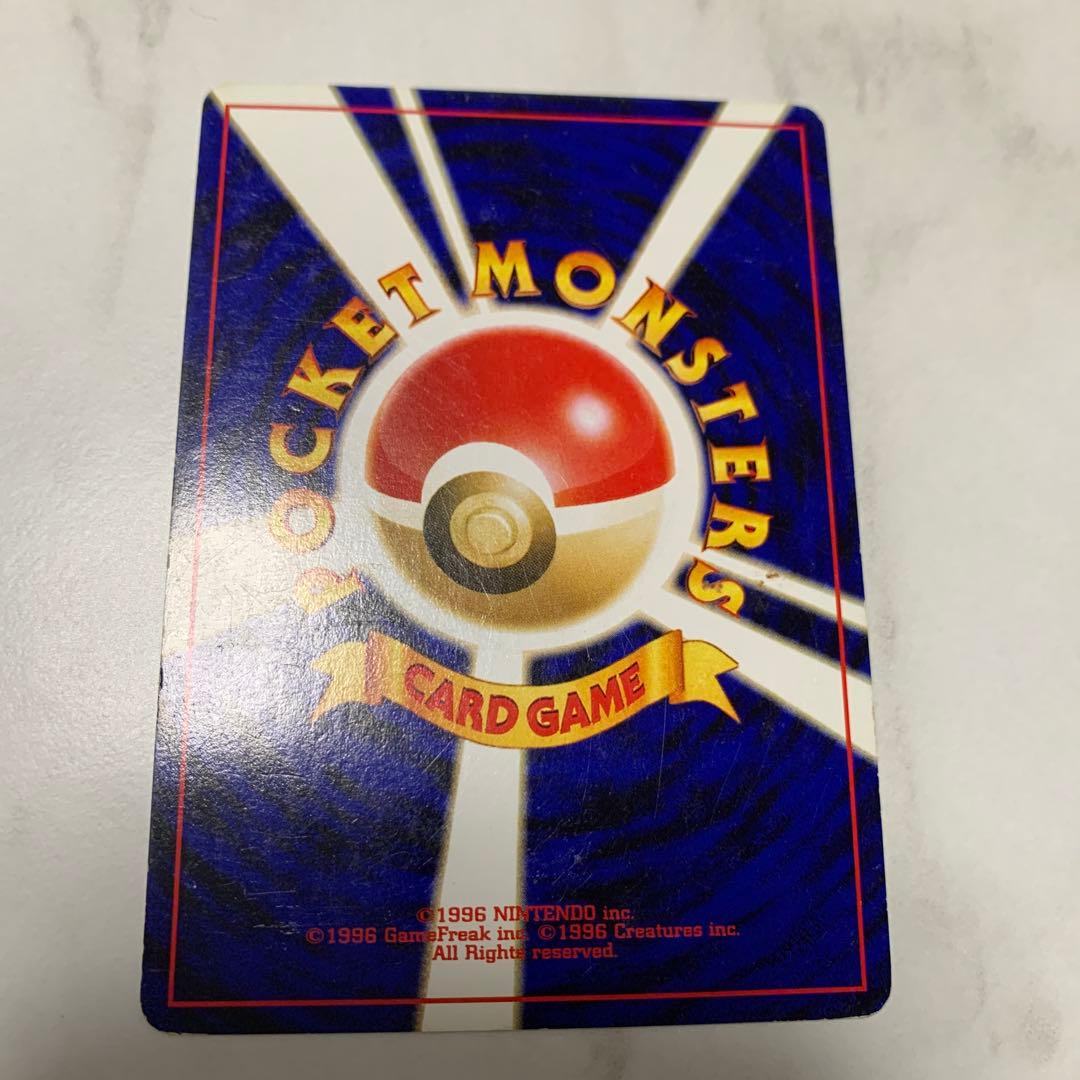 POCKET MONSTERS
CARD GAME
©1996 NINTENDO inc.
©1996 GameFreak inc. ©1996 Creatures inc.
All Rights reserved.